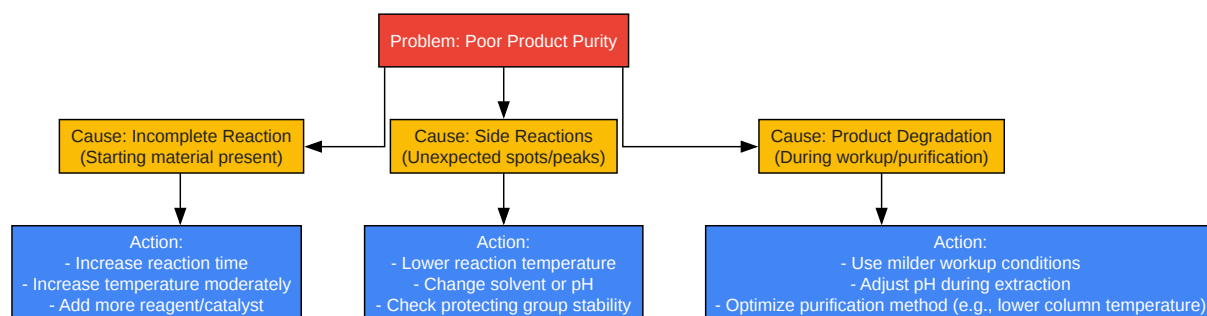 Problem: Poor Product Purity
Cause: Incomplete Reaction
(Starting material present)
Cause: Side Reactions
(Unexpected spots/peaks)
Cause: Product Degradation
(During workup/purification)
Action:
- Increase reaction time
- Increase temperature moderately
- Add more reagent/catalyst
Action:
- Lower reaction temperature
- Change solvent or pH
- Check protecting group stability
Action:
- Use milder workup conditions
- Adjust pH during extraction
- Optimize purification method (e.g., lower column temperature)